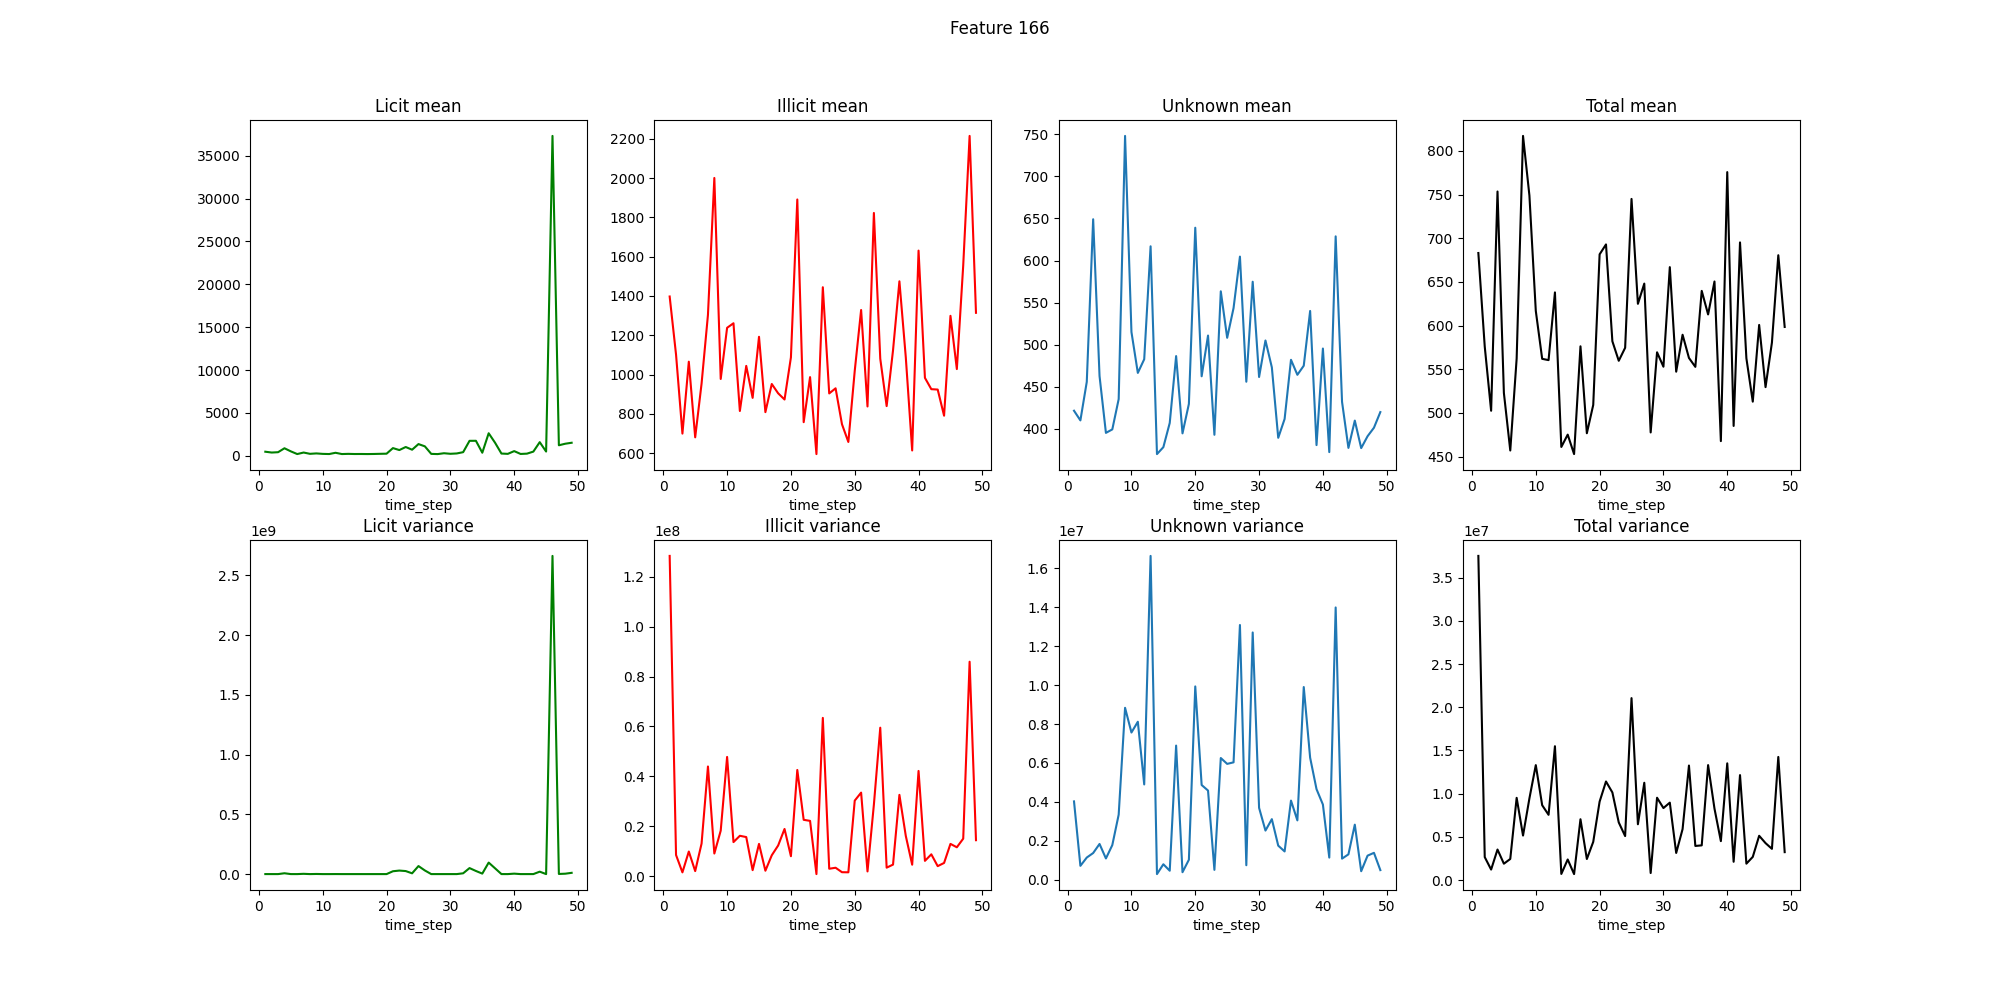 Feature 166
Licit mean
Illicit mean
Unknown mean
Total mean
35000
30000
25000
20000
15000
10000
5000
0
2200
2000
1800
1600
1400
1200
1000
800
600
750
700
650
600
550
500
450
400
800
750
700
650
600
550
500
450
0 10 20 30 40 50
0 10 20 30 40 50
0 10 20 30 40 50
0 10 20 30 40 50
time_step
time_step
time_step
time_step
Licit variance
Illicit variance
Unknown variance
Total variance
1e9
1e8
1e7
1e7
2.5
2.0
1.5
1.0
0.5
0.0
1.2
1.0
0.8
0.6
0.4
0.2
0.0
1.6
1.4
1.2
1.0
0.8
0.6
0.4
0.2
0.0
3.5
3.0
2.5
2.0
1.5
1.0
0.5
0.0
0 10 20 30 40 50
0 10 20 30 40 50
0 10 20 30 40 50
0 10 20 30 40 50
time_step
time_step
time_step
time_step